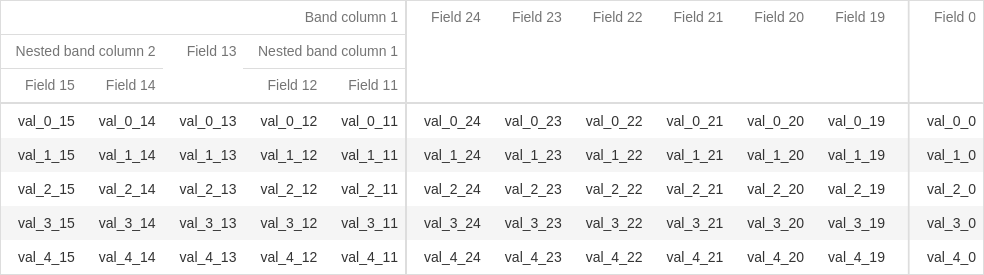 Band column 1 Field 24 Field 23 Field 22 Field 21 Field 20 Field 19 Field 0
Nested band column 2 Field 13 Nested band column 1
Field 15 Field 14 Field 12 Field 11
val_0_15 val_0_14 val_0_13 val_0_12 val_0_11 val_0_24 val_0_23 val_0_22 val_0_21 val_0_20 val_0_19 val_0_0
val_1_15 val_1_14 val_1_13 val_1_12 val_1_11 val_1_24 val_1_23 val_1_22 val_1_21 val_1_20 val_1_19 val_1_0
val_2_15 val_2_14 val_2_13 val_2_12 val_2_11 val_2_24 val_2_23 val_2_22 val_2_21 val_2_20 val_2_19 val_2_0
val_3_15 val_3_14 val_3_13 val_3_12 val_3_11 val_3_24 val_3_23 val_3_22 val_3_21 val_3_20 val_3_19 val_3_0
val_4_15 val_4_14 val_4_13 val_4_12 val_4_11 val_4_24 val_4_23 val_4_22 val_4_21 val_4_20 val_4_19 val_4_0